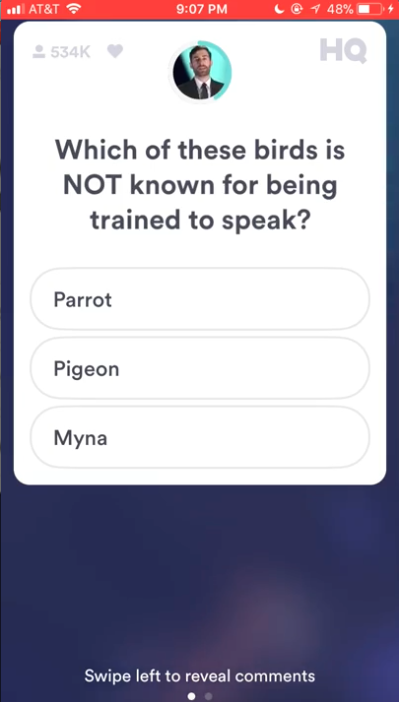 AT&T 9:07 PM 48%
534K HQ
Which of these birds is
NOT known for being
trained to speak?
Parrot
Pigeon
Myna
Swipe left to reveal comments